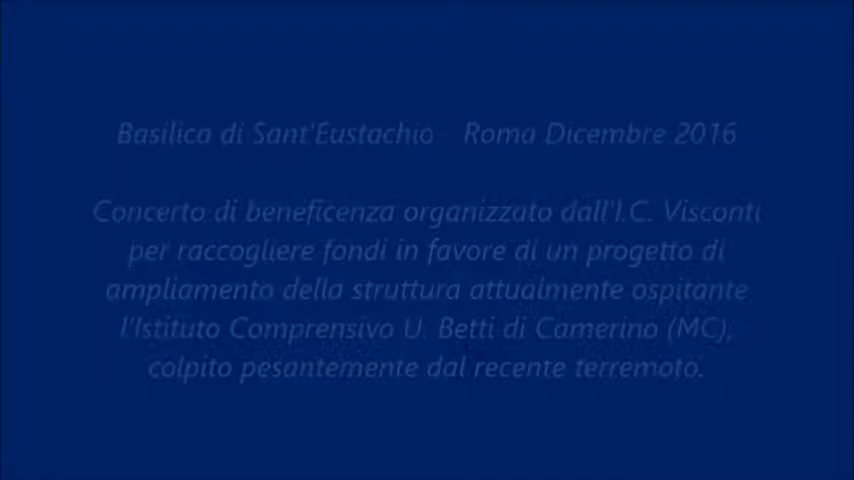 Basilica di Sant'Eustachio - Roma Dicembre 2016
Concerto di beneficenza organizzato dall'I.C. Visconti
per raccogliere fondi in favore di un progetto di
ampliamento della struttura attualmente ospitante
l'Istituto Comprensivo U. Betti di Camerino (MC),
colpito pesantemente dal recente terremoto.